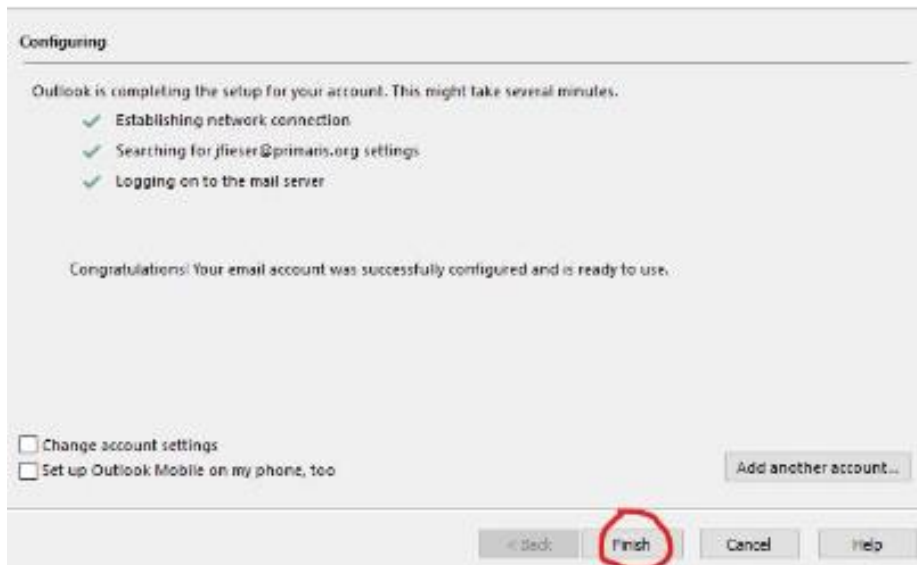 Configuring
Outlook is completing the setup for your account. This might take several minutes.
✓ Establishing network connection
✓ Searching for jfieser@primaris.org settings
✓ Logging on to the mail server
Congratulations! Your email account was successfully configured and is ready to use.
Change account settings
Set up Outlook Mobile on my phone, too
Add another account...
< Back Finish Cancel Help